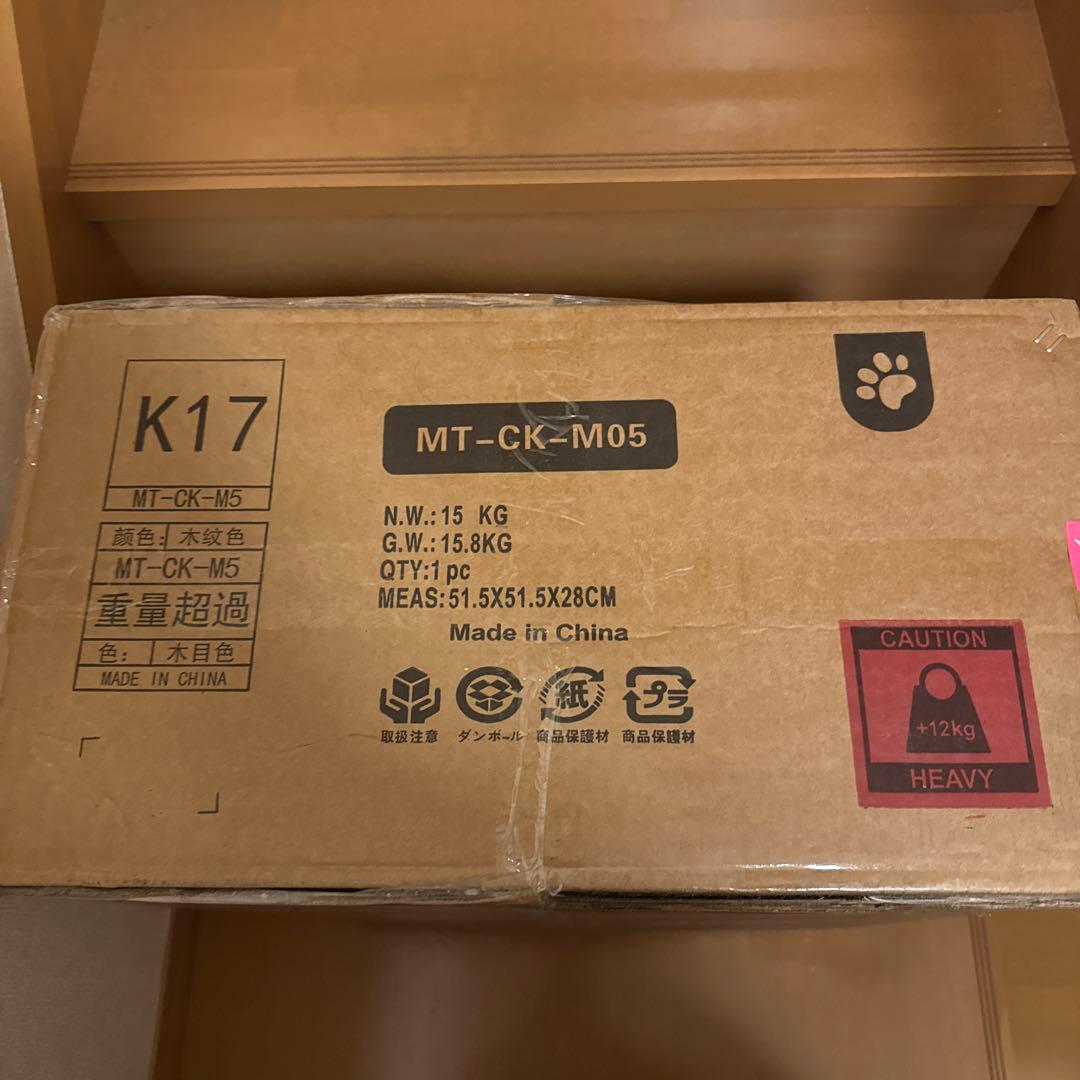 K17
MT-CK-M5
颜色: 木纹色
MT-CK-M5
重量超過
色: 木目色
MADE IN CHINA
MT-CK-M05
N.W.: 15 KG
G.W.: 15.8KG
QTY:1 pc
MEAS: 51.5X51.5X28CM
Made in China
紙 プラ
取扱注意 ダンボール 商品保護材 商品保護材
CAUTION
+12kg
HEAVY